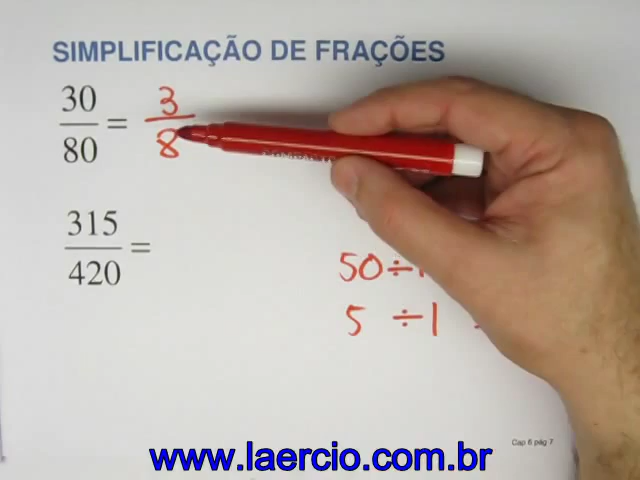 SIMPLIFICAÇÃO DE FRAÇÕES
30/80 = 3/8
315/420 =
50÷
5 ÷1
Cap 6 pág 7
www.laercio.com.br